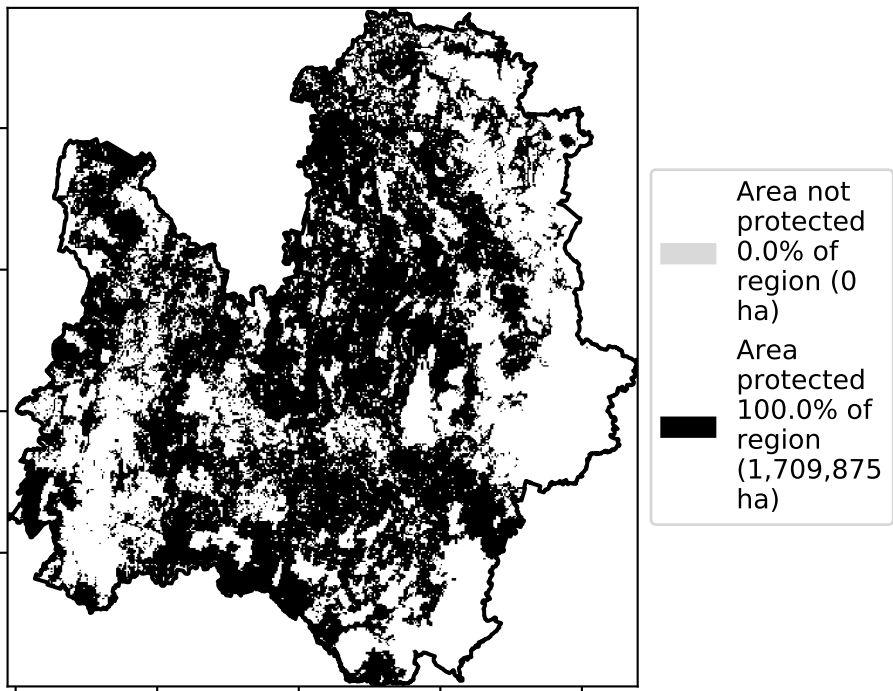 Area not
protected
0.0% of
region (0
ha)
Area
protected
100.0% of
region
(1,709,875
ha)